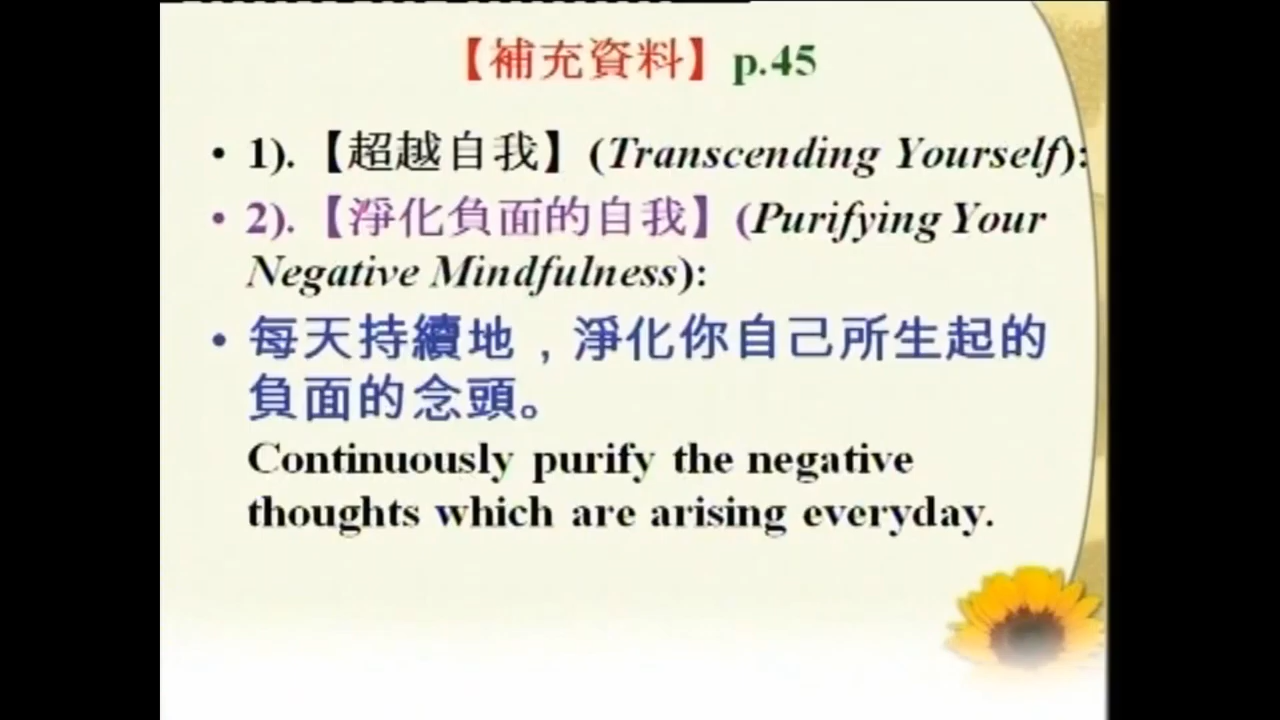 【補充資料】p.45
• 1).【超越自我】(Transcending Yourself):
• 2).【淨化負面的自我】(Purifying Your
Negative Mindfulness):
• 每天持續地，淨化你自己所生起的
負面的念頭。
Continuously purify the negative
thoughts which are arising everyday.